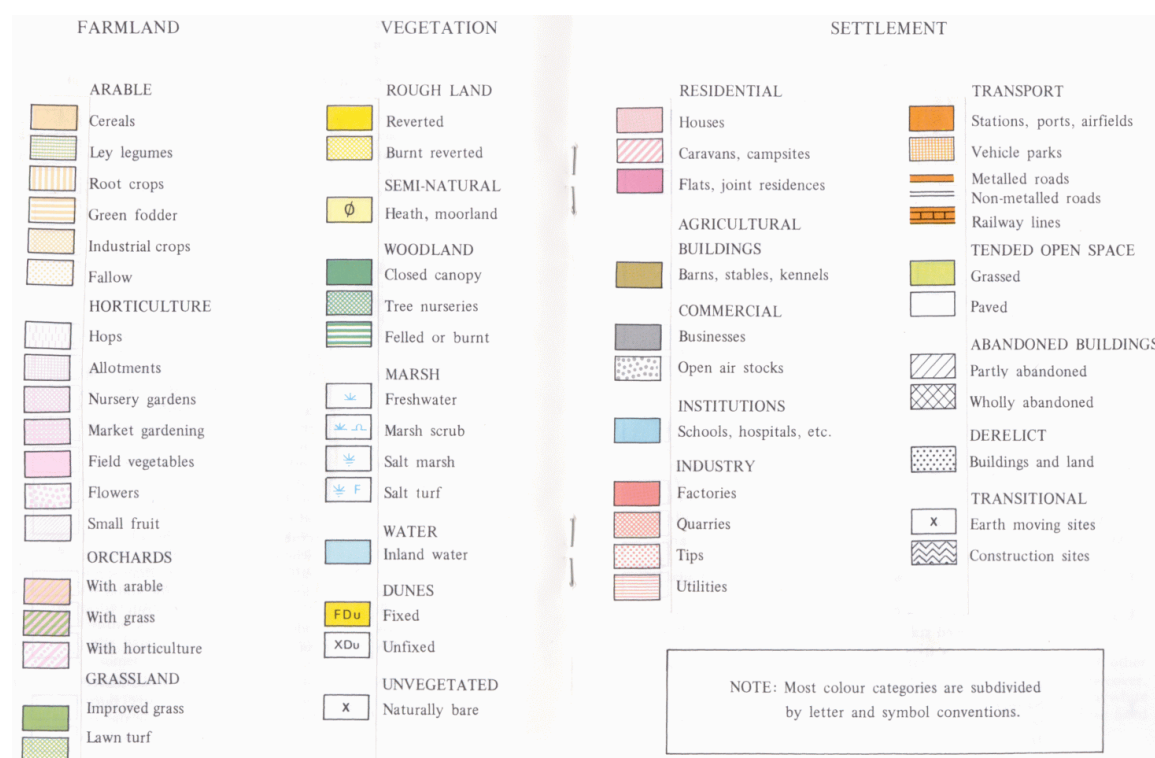 FARMLAND
ARABLE
Cereals
Ley legumes
Root crops
Green fodder
Industrial crops
Fallow
HORTICULTURE
Hops
Allotments
Nursery gardens
Market gardening
Field vegetables
Flowers
Small fruit
ORCHARDS
With arable
With grass
With horticulture
GRASSLAND
Improved grass
Lawn turf
VEGETATION
ROUGH LAND
Reverted
Burnt reverted
SEMI-NATURAL
Ø Heath, moorland
WOODLAND
Closed canopy
Tree nurseries
Felled or burnt
MARSH
Freshwater
Marsh scrub
Salt marsh
F Salt turf
WATER
Inland water
DUNES
FDu Fixed
XDu Unfixed
UNVEGETATED
X Naturally bare
SETTLEMENT
RESIDENTIAL
Houses
Caravans, campsites
Flats, joint residences
AGRICULTURAL
BUILDINGS
Barns, stables, kennels
COMMERCIAL
Businesses
Open air stocks
INSTITUTIONS
Schools, hospitals, etc.
INDUSTRY
Factories
Quarries
Tips
Utilities
TRANSPORT
Stations, ports, airfields
Vehicle parks
Metalled roads
Non-metalled roads
Railway lines
TENDED OPEN SPACE
Grassed
Paved
ABANDONED BUILDINGS
Partly abandoned
Wholly abandoned
DERELICT
Buildings and land
TRANSITIONAL
X Earth moving sites
Construction sites
NOTE: Most colour categories are subdivided
by letter and symbol conventions.